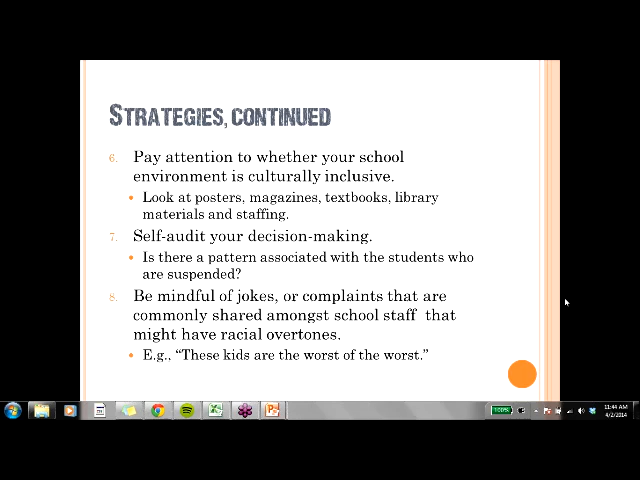 STRATEGIES, CONTINUED
6. Pay attention to whether your school
environment is culturally inclusive.
• Look at posters, magazines, textbooks, library
materials and staffing.
7. Self-audit your decision-making.
• Is there a pattern associated with the students who
are suspended?
8. Be mindful of jokes, or complaints that are
commonly shared amongst school staff that
might have racial overtones.
• E.g., “These kids are the worst of the worst.”
100%
11:44 AM
4/2/2014